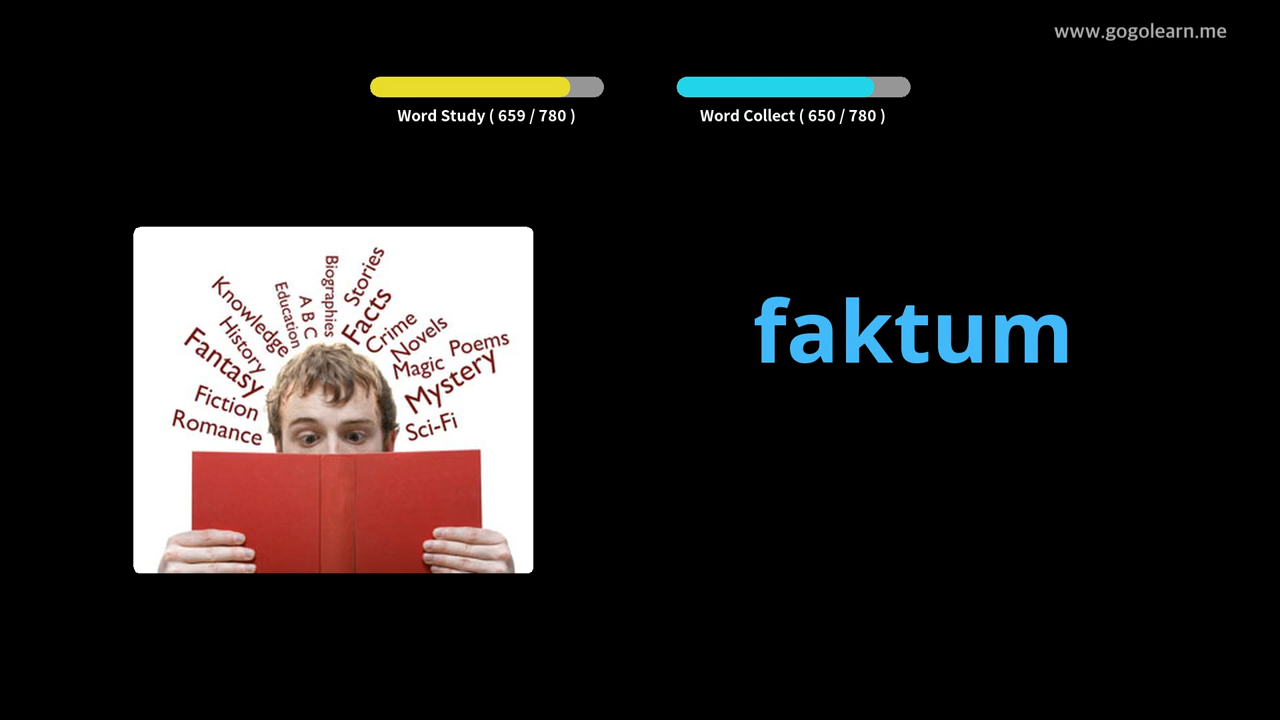 www.gogolearn.me
Word Study ( 659 / 780 )
Word Collect ( 650 / 780 )
faktum
Biographies
Stories
Education
A B C
Facts
Knowledge
History
Crime
Novels
Poems
Fantasy
Magic
Mystery
Fiction
Romance
Sci-Fi